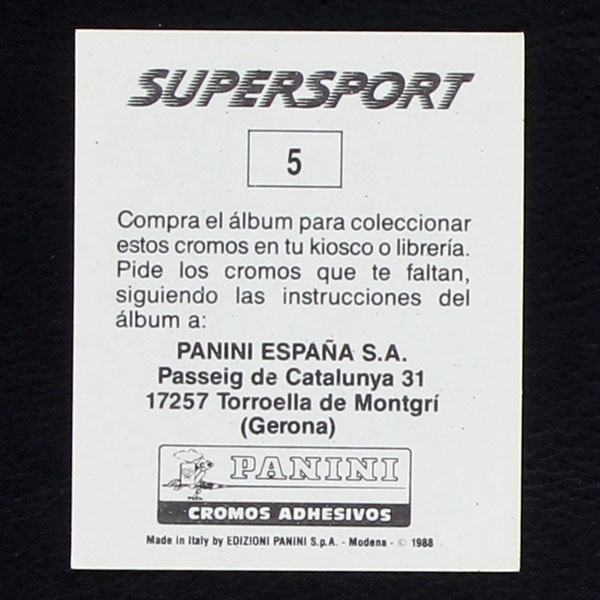 SUPERSPORT
5
Compra el álbum para coleccionar
estos cromos en tu kiosco o librería.
Pide los cromos que te faltan,
siguiendo las instrucciones del
álbum a:
PANINI ESPAÑA S.A.
Passeig de Catalunya 31
17257 Torroella de Montgrí
(Gerona)
PANINI
CROMOS ADHESIVOS
Made in Italy by EDIZIONI PANINI S.p.A. - Modena - © 1988